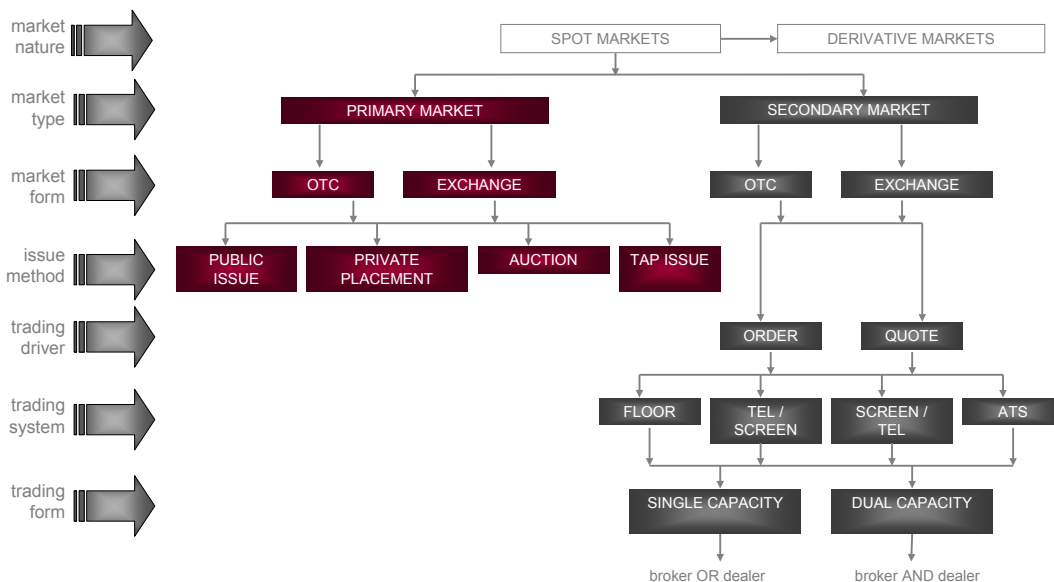 market
nature
SPOT MARKETS
DERIVATIVE MARKETS
market
type
PRIMARY MARKET
SECONDARY MARKET
market
form
OTC
EXCHANGE
OTC
EXCHANGE
issue
method
PUBLIC
ISSUE
PRIVATE
PLACEMENT
AUCTION
TAP ISSUE
trading
driver
ORDER
QUOTE
trading
system
FLOOR
TEL /
SCREEN
SCREEN /
TEL
ATS
trading
form
SINGLE CAPACITY
DUAL CAPACITY
broker OR dealer
broker AND dealer